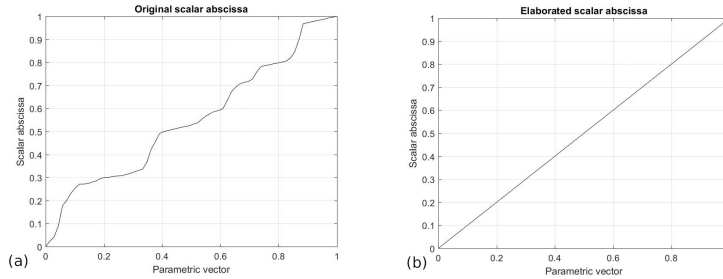 Original scalar abscissa
1
0.9
0.8
0.7
0.6
0.5
0.4
0.3
0.2
0.1
0
Scalar abscissa
0 0.2 0.4 0.6 0.8 1
Parametric vector
(a)
Elaborated scalar abscissa
1
0.9
0.8
0.7
0.6
0.5
0.4
0.3
0.2
0.1
0
Scalar abscissa
0 0.2 0.4 0.6 0.8
Parametric vector
(b)